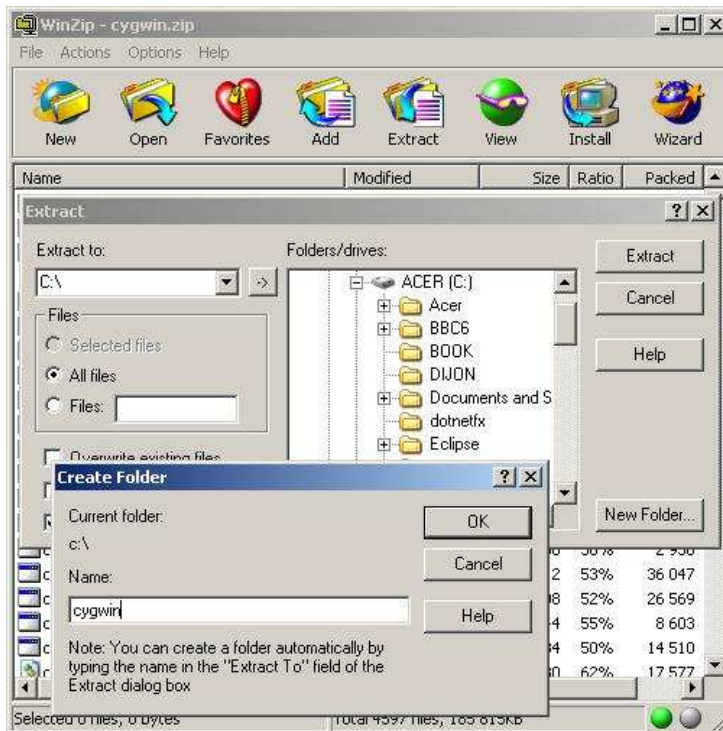 WinZip - cygwin.zip
File Actions Options Help
New Open Favorites Add Extract View Install Wizard
Name Modified Size Ratio Packed
Extract
Extract to:
C:\
->
Folders/drives:
ACER (C:)
Acer
BBC6
BOOK
DIJON
Documents and S
dotnetfx
Eclipse
Extract
Cancel
Help
New Folder...
Files
Selected files
All files
Files:
Overwrite existing files
Create Folder
Current folder:
c:\
Name:
cygwin
Note: You can create a folder automatically by
typing the name in the "Extract To" field of the
Extract dialog box
OK
Cancel
Help
2 53% 36 047
52% 26 569
4 55% 8 603
50% 14 510
62% 17 577
Selected 0 files, 0 bytes
Total 4597 files, 185 815KB